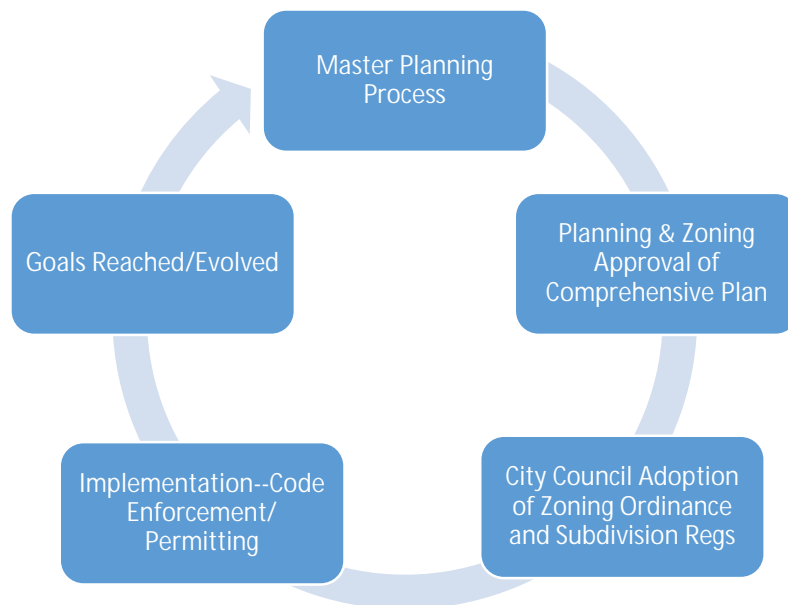 Master Planning
Process
Planning & Zoning
Approval of
Comprehensive Plan
City Council Adoption
of Zoning Ordinance
and Subdivision Regs
Implementation--Code
Enforcement/
Permitting
Goals Reached/Evolved